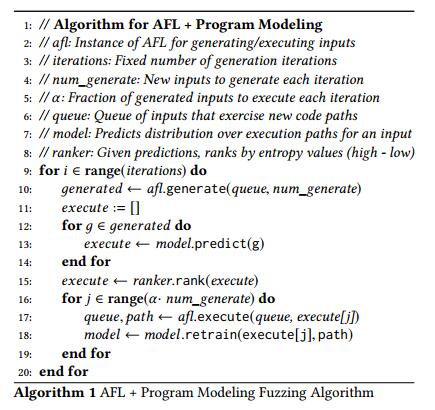 1: // Algorithm for AFL + Program Modeling
2: // afl: Instance of AFL for generating/executing inputs
3: // iterations: Fixed number of generation iterations
4: // num_generate: New inputs to generate each iteration
5: // α: Fraction of generated inputs to execute each iteration
6: // queue: Queue of inputs that exercise new code paths
7: // model: Predicts distribution over execution paths for an input
8: // ranker: Given predictions, ranks by entropy values (high - low)
9: for i ∈ range(iterations) do
10: generated ← afl.generate(queue, num_generate)
11: execute := []
12: for g ∈ generated do
13: execute ← model.predict(g)
14: end for
15: execute ← ranker.rank(execute)
16: for j ∈ range(α· num_generate) do
17: queue, path ← afl.execute(queue, execute[j])
18: model ← model.retrain(execute[j], path)
19: end for
20: end for
Algorithm 1 AFL + Program Modeling Fuzzing Algorithm